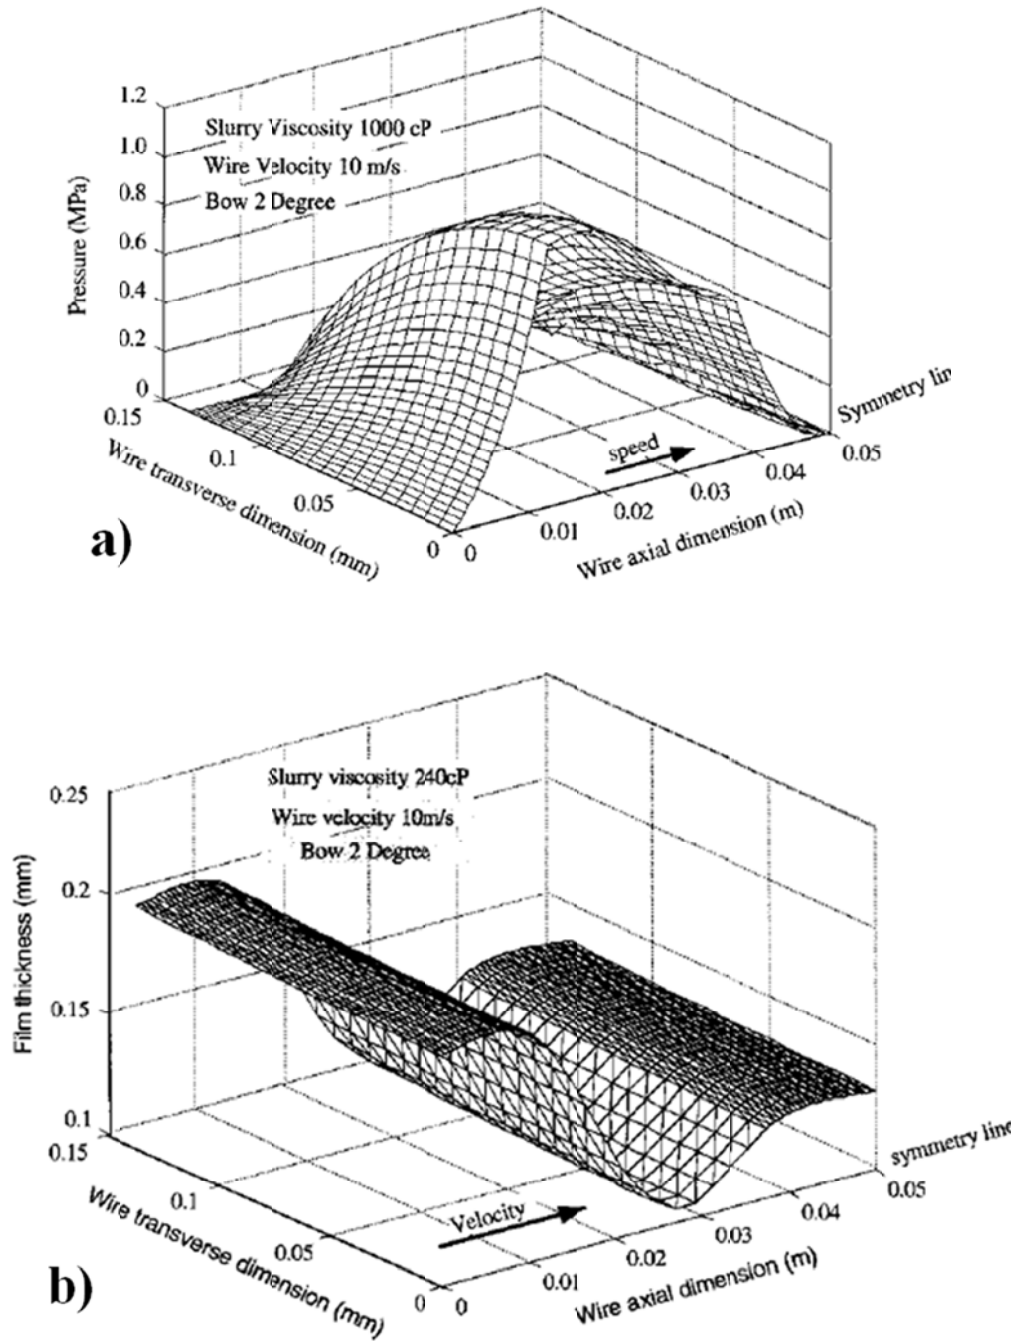 1.2
Slurry Viscosity 1000 cP
1.0
Wire Velocity 10 m/s
0.8
Bow 2 Degree
Pressure (MPa)
0.6
0.4
0.2
0
0.15
Symmetry lin
Wire transverse dimension (mm)
0.1
0.05
0
speed
0
0.01
0.02
0.03
0.04
0.05
Wire axial dimension (m)
a)
Slurry viscosity 240cP
0.25
Wire velocity 10m/s
Bow 2 Degree
0.2
Film thickness (mm)
0.15
0.1
0.15
symmetry line
Wire transverse dimension (mm)
0.1
0.05
0
Velocity
0
0.01
0.02
0.03
0.04
0.05
Wire axial dimension (m)
b)